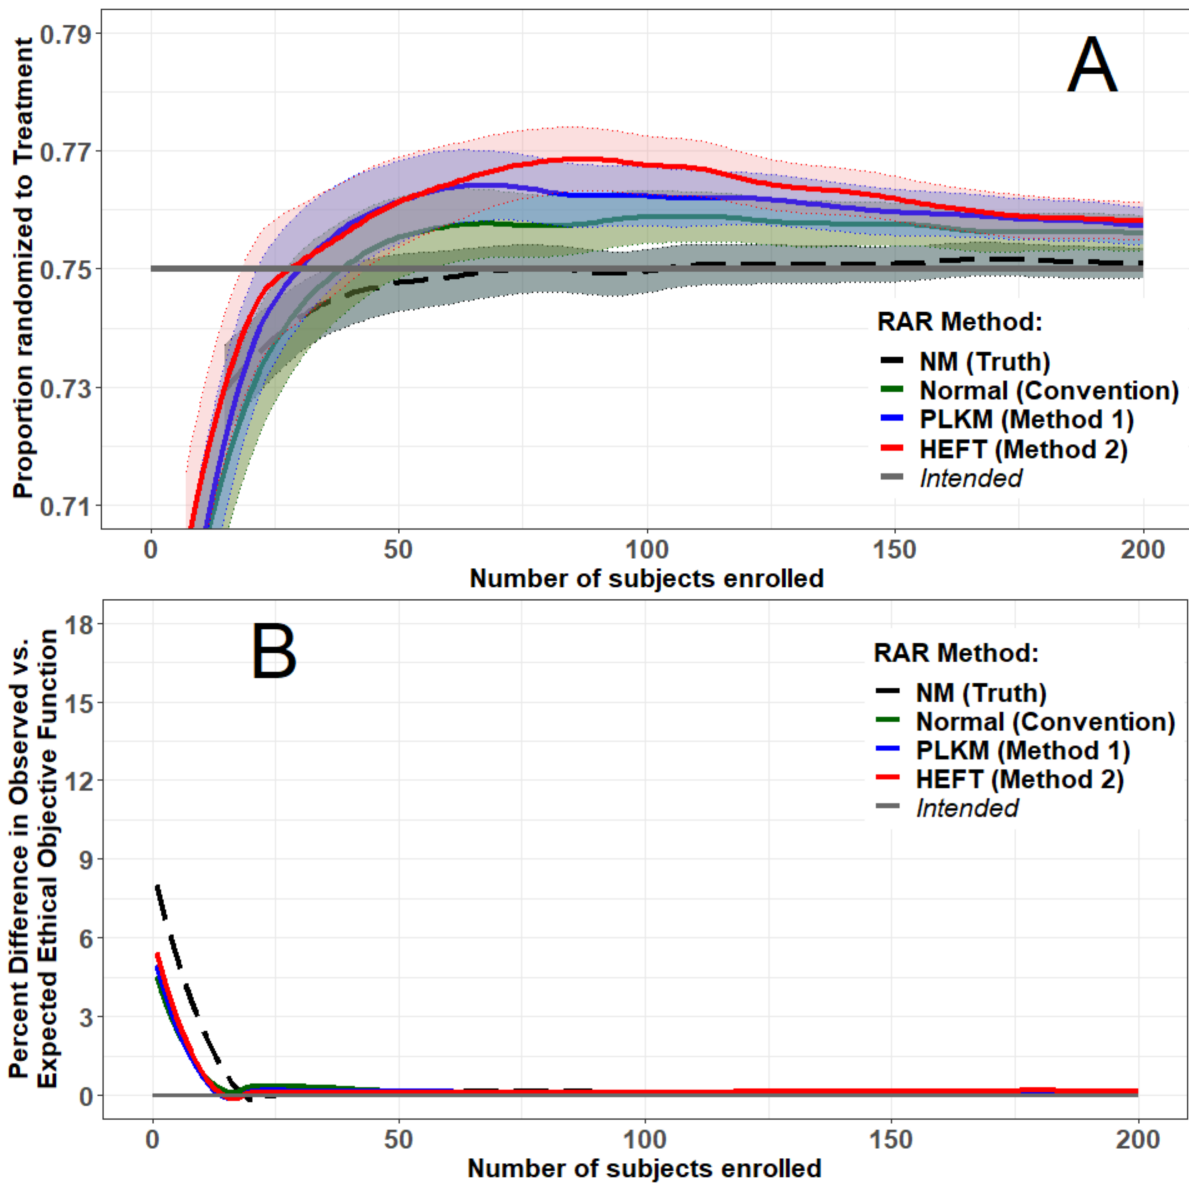 A
Proportion randomized to Treatment
0.79
0.77
0.75
0.73
0.71
RAR Method:
NM (Truth)
Normal (Convention)
PLKM (Method 1)
HEFT (Method 2)
Intended
0 50 100 150 200
Number of subjects enrolled
B
Percent Difference in Observed vs.
Expected Ethical Objective Function
18
15
12
9
6
3
0
RAR Method:
NM (Truth)
Normal (Convention)
PLKM (Method 1)
HEFT (Method 2)
Intended
0 50 100 150 200
Number of subjects enrolled